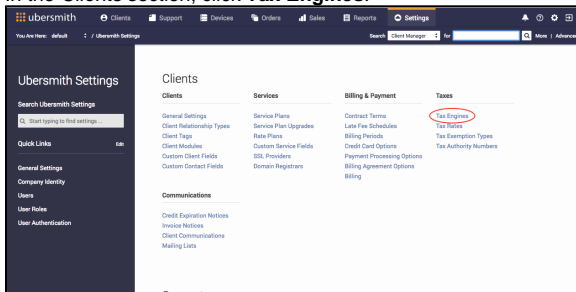 In the Clients section, click Tax Engines.
ubersmith Clients Support Devices Orders Sales Reports Settings
You Are Here: default / Ubersmith Settings Search Client Manager for More | Advanced
Ubersmith Settings
Search Ubersmith Settings
Start typing to find settings ...
Quick Links Edit
General Settings
Company Identity
Users
User Roles
User Authentication
Clients
Clients
General Settings
Client Relationship Types
Client Tags
Client Modules
Custom Client Fields
Custom Contact Fields
Services
Service Plans
Service Plan Upgrades
Rate Plans
Custom Service Fields
SSL Providers
Domain Registrars
Billing & Payment
Contract Terms
Late Fee Schedules
Billing Periods
Credit Card Options
Payment Processing Options
Billing Agreement Options
Billing
Taxes
Tax Engines
Tax Rates
Tax Exemption Types
Tax Authority Numbers
Communications
Credit Expiration Notices
Invoice Notices
Client Communications
Mailing Lists